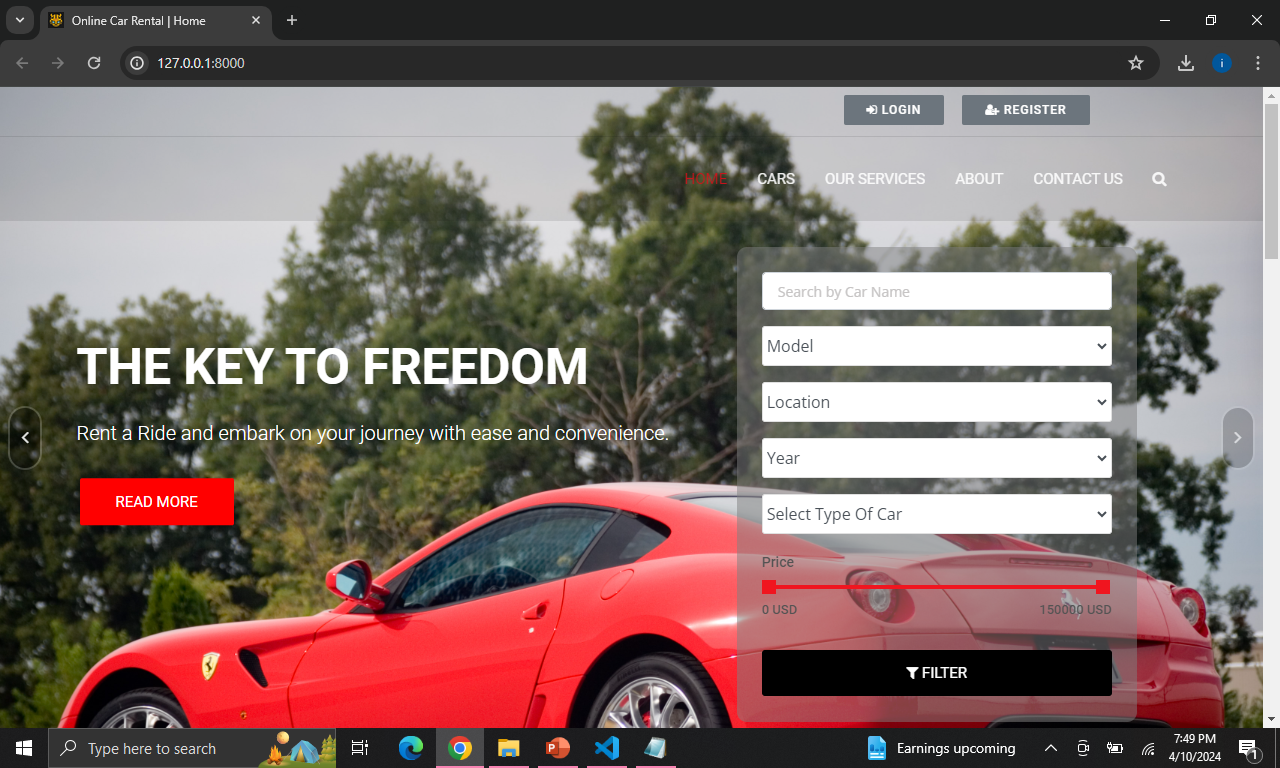 Online Car Rental | Home
127.0.0.1:8000
i
LOGIN
REGISTER
HOME
CARS
OUR SERVICES
ABOUT
CONTACT US
THE KEY TO FREEDOM
Rent a Ride and embark on your journey with ease and convenience.
READ MORE
Search by Car Name
Model
Location
Year
Select Type Of Car
Price
0 USD
150000 USD
FILTER
Type here to search
Earnings upcoming
7:49 PM
4/10/2024
1